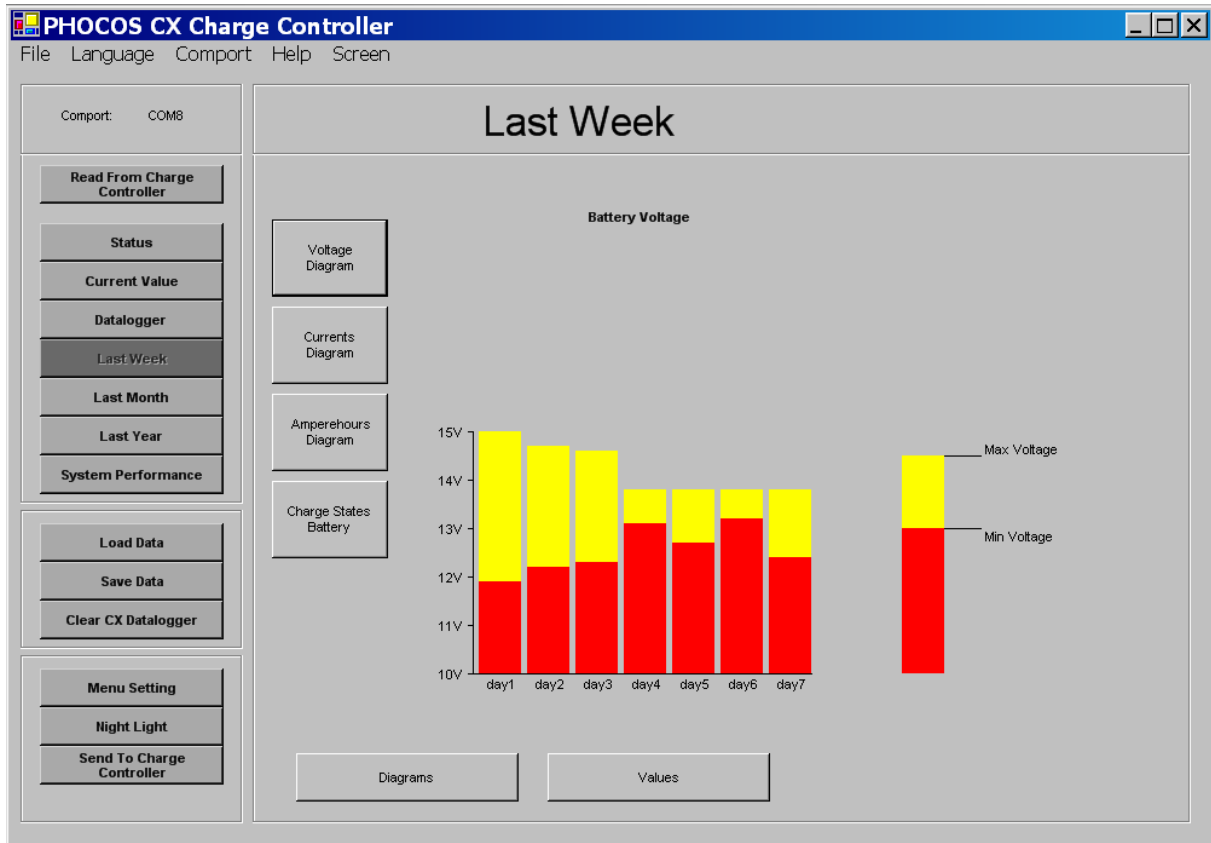 PHOCOS CX Charge Controller
File Language Comport Help Screen
Comport: COM8
Last Week
Read From Charge
Controller
Status
Current Value
Datalogger
Last Week
Last Month
Last Year
System Performance
Load Data
Save Data
Clear CX Datalogger
Menu Setting
Night Light
Send To Charge
Controller
Voltage
Diagram
Currents
Diagram
Amperehours
Diagram
Charge States
Battery
Battery Voltage
15V
14V
13V
12V
11V
10V
day1 day2 day3 day4 day5 day6 day7
Max Voltage
Min Voltage
Diagrams
Values